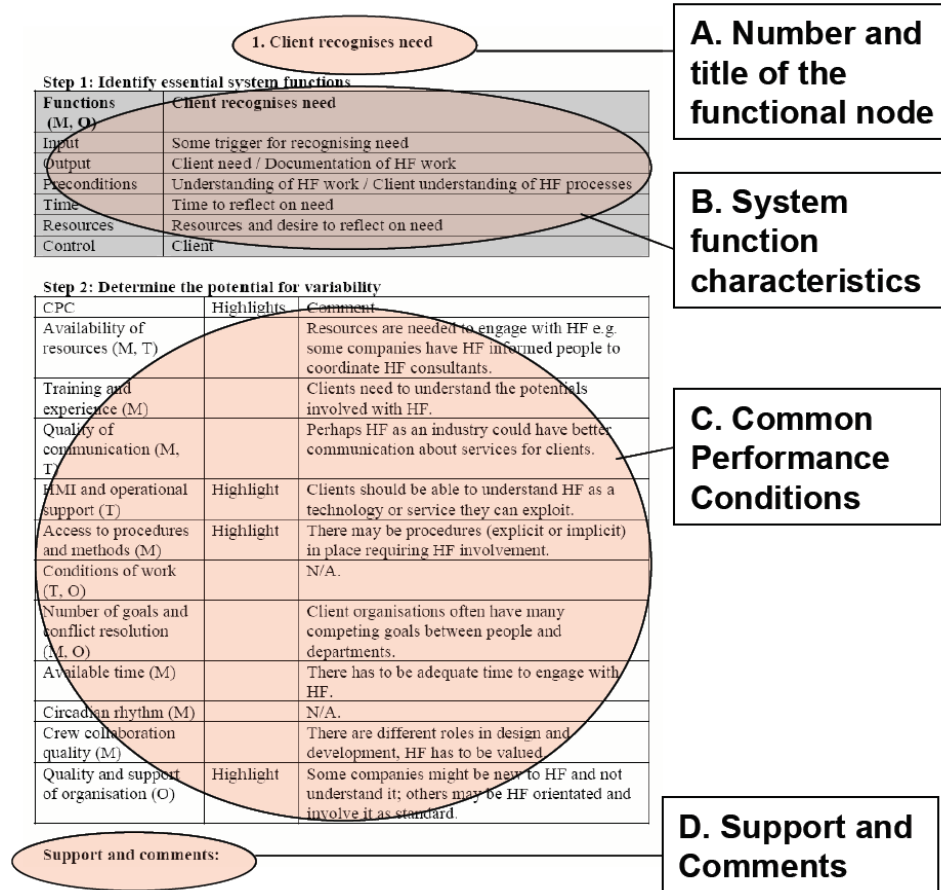 1. Client recognises need
A. Number and
title of the
functional node
Step 1: Identify essential system functions
Functions Client recognises need
(M, O)
Input Some trigger for recognising need
Output Client need / Documentation of HF work
Preconditions Understanding of HF work / Client understanding of HF processes
Time Time to reflect on need
Resources Resources and desire to reflect on need
Control Client
B. System
function
characteristics
Step 2: Determine the potential for variability
CPC Highlights Comment
Availability of Resources are needed to engage with HF e.g.
resources (M, T) some companies have HF informed people to
coordinate HF consultants.
Training and Clients need to understand the potentials
experience (M) involved with HF.
Quality of Perhaps HF as an industry could have better
communication (M, communication about services for clients.
T)
HMI and operational Highlight Clients should be able to understand HF as a
support (T) technology or service they can exploit.
Access to procedures Highlight There may be procedures (explicit or implicit)
and methods (M) in place requiring HF involvement.
Conditions of work N/A.
(T, O)
Number of goals and Client organisations often have many
conflict resolution competing goals between people and
(M, O) departments.
Available time (M) There has to be adequate time to engage with
HF.
Circadian rhythm (M) N/A.
Crew collaboration There are different roles in design and
quality (M) development, HF has to be valued.
Quality and support Highlight Some companies might be new to HF and not
of organisation (O) understand it; others may be HF orientated and
involve it as standard.
C. Common
Performance
Conditions
Support and comments:
D. Support and
Comments